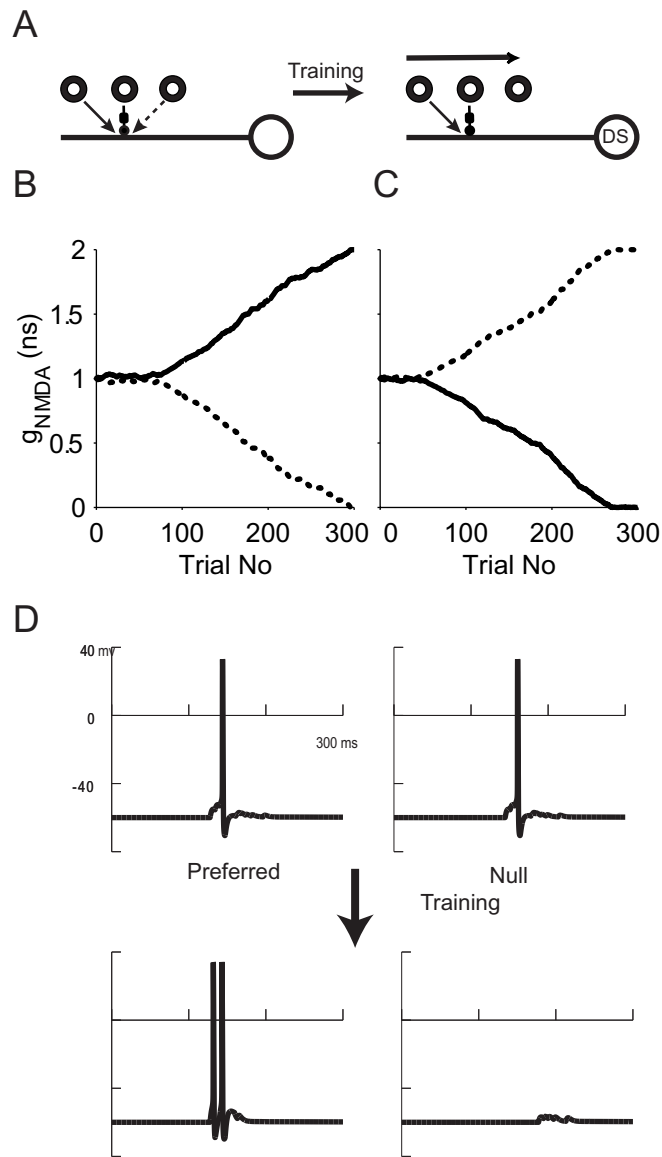 A
Training
DS
B
C
2
1.5
1
0.5
0
g NMDA (ns)
0 100 200 300
0 100 200 300
Trial No
Trial No
D
40 mv
0
300 ms
-40
Preferred
Null
Training